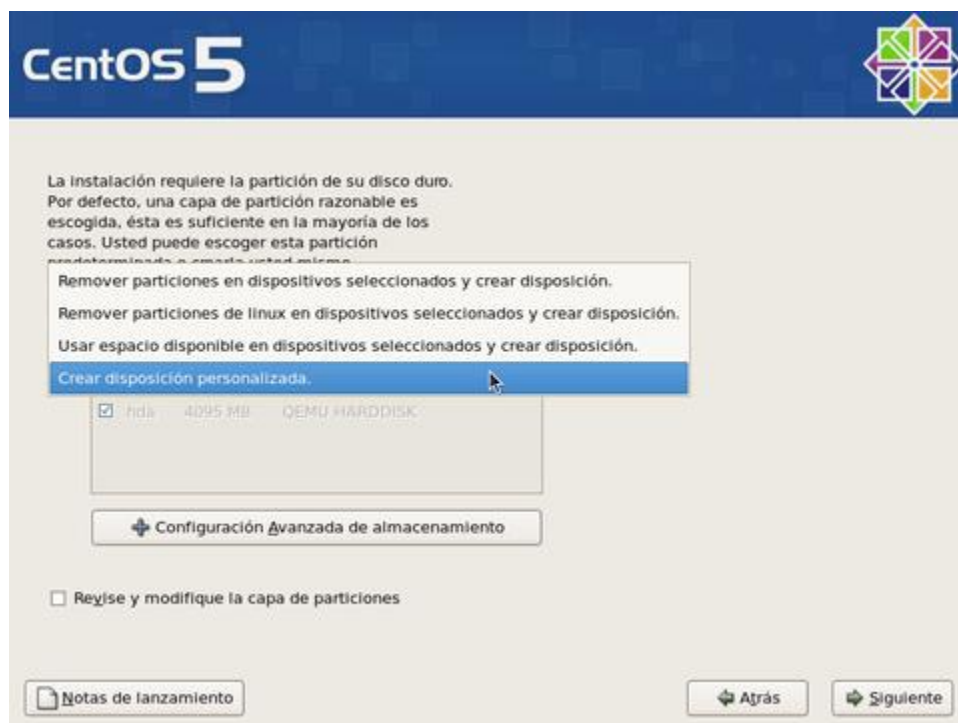 CentOS 5
La instalación requiere la partición de su disco duro.
Por defecto, una capa de partición razonable es
escogida, ésta es suficiente en la mayoría de los
casos. Usted puede escoger esta partición
predeterminada o crearla usted mismo.
Remover particiones en dispositivos seleccionados y crear disposición.
Remover particiones de linux en dispositivos seleccionados y crear disposición.
Usar espacio disponible en dispositivos seleccionados y crear disposición.
Crear disposición personalizada.
hda 4095 MB QEMU HARDDISK
Configuración Avanzada de almacenamiento
Revise y modifique la capa de particiones
Notas de lanzamiento
Atrás
Siguiente